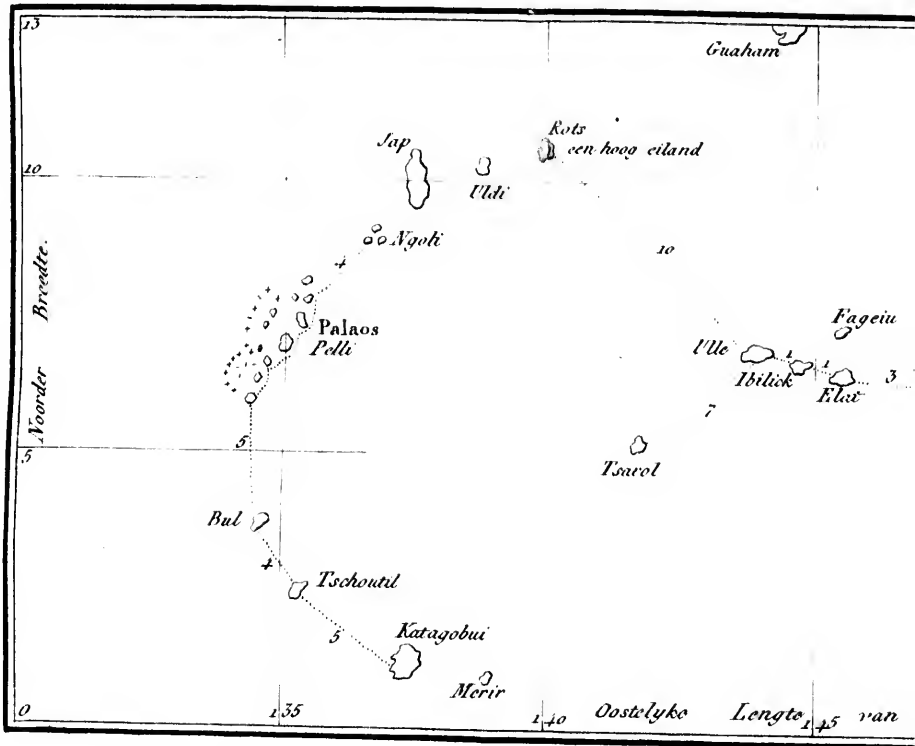 13
Guaham
Rots
een hoog eiland
Jap
Uldi
10
Ngoli
4
10
Noorder Breedte.
Palaos
Pelli
Fageiu
Ulle
1
1
Ibilick
Elat
3
7
5
5
Tsarol
Bul
4
Tschoutil
5
Katagobui
Merir
0
135
140
Oostelyke Lengte van
145